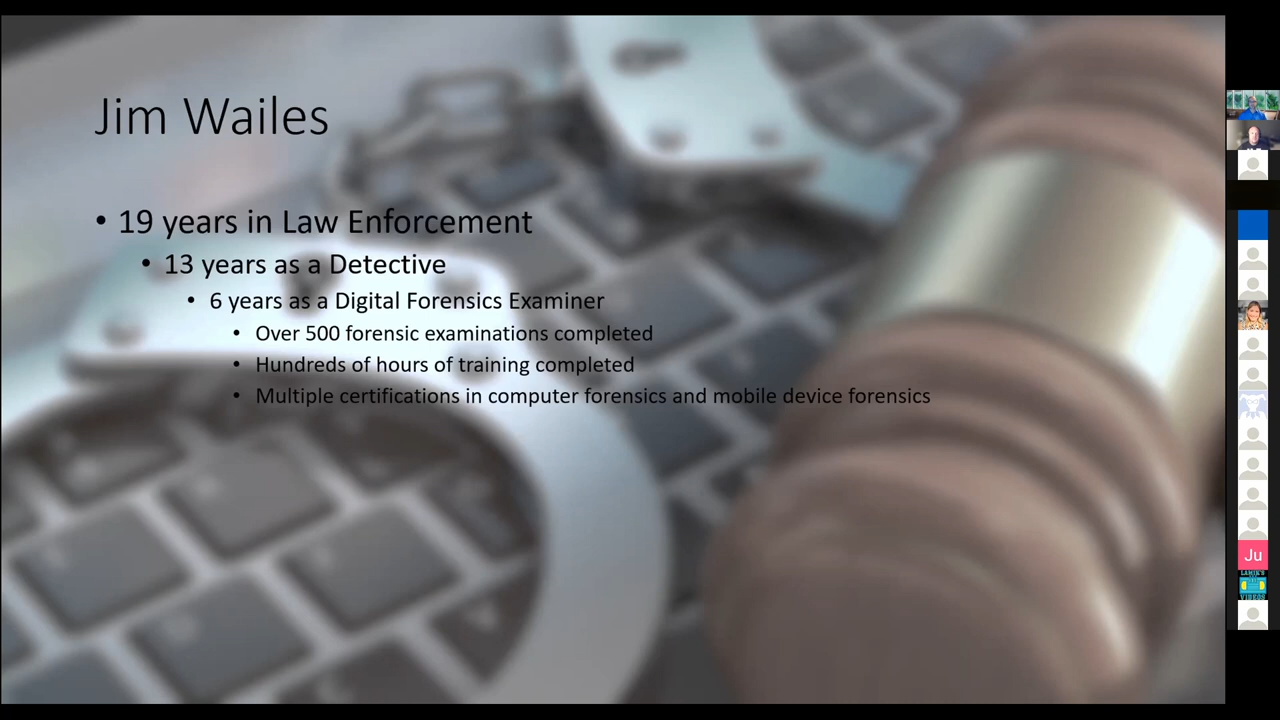 Jim Wailes
• 19 years in Law Enforcement
• 13 years as a Detective
• 6 years as a Digital Forensics Examiner
• Over 500 forensic examinations completed
• Hundreds of hours of training completed
• Multiple certifications in computer forensics and mobile device forensics
Ju